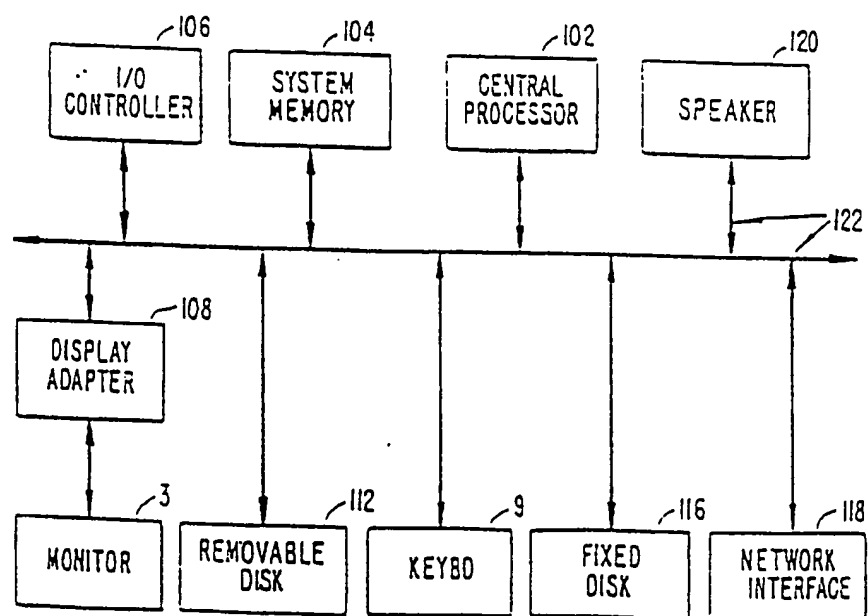 106
104
102
120
I/O
CONTROLLER
SYSTEM
MEMORY
CENTRAL
PROCESSOR
SPEAKER
122
108
DISPLAY
ADAPTER
3
112
9
116
118
MONITOR
REMOVABLE
DISK
KEYBD
FIXED
DISK
NETWORK
INTERFACE